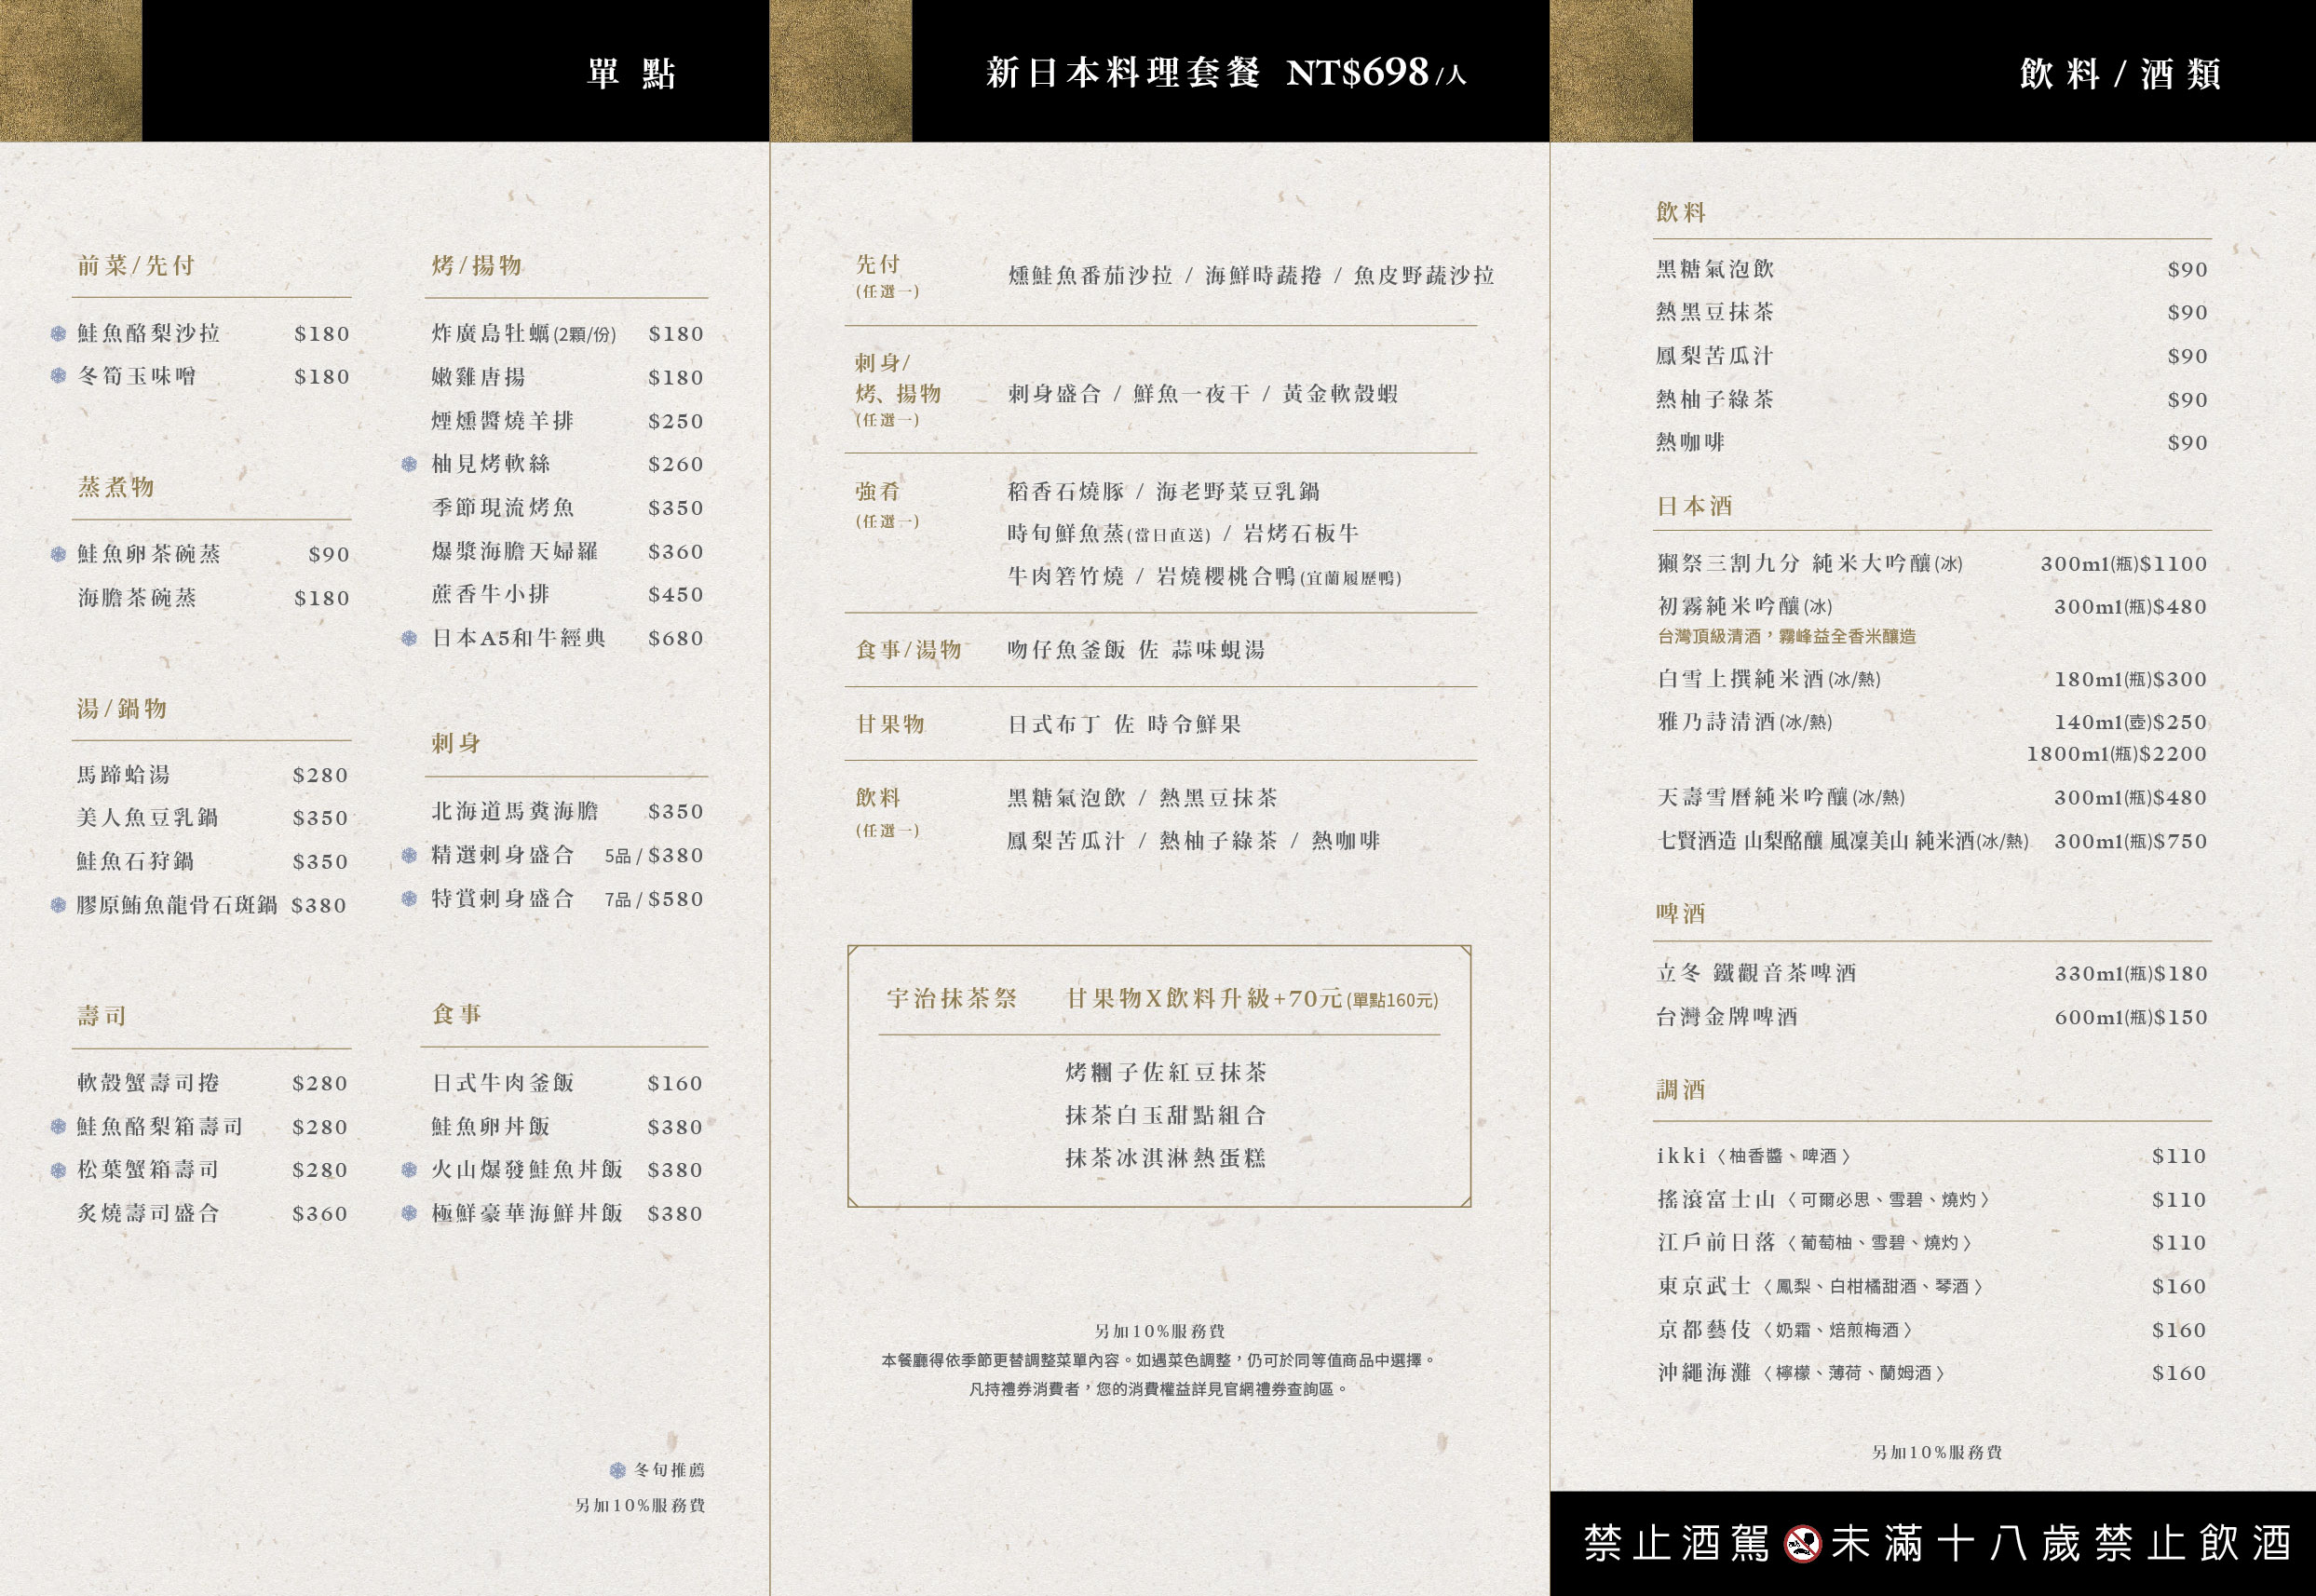 單點
前菜/先付
鮭魚酪梨沙拉 $180
冬筍玉味噌 $180
蒸煮物
鮭魚卵茶碗蒸 $90
海膽茶碗蒸 $180
湯/鍋物
馬蹄蛤湯 $280
美人魚豆乳鍋 $350
鮭魚石狩鍋 $350
膠原鮪魚龍骨石斑鍋 $380
壽司
軟殼蟹壽司捲 $280
鮭魚酪梨箱壽司 $280
松葉蟹箱壽司 $280
炙燒壽司盛合 $360
烤/揚物
炸廣島牡蠣(2顆/份) $180
嫩雞唐揚 $180
煙燻醬燒羊排 $250
柚見烤軟絲 $260
季節現流烤魚 $350
爆漿海膽天婦羅 $360
蔗香牛小排 $450
日本A5和牛經典 $680
刺身
北海道馬糞海膽 $350
精選刺身盛合 5品 / $380
特賞刺身盛合 7品 / $580
食事
日式牛肉釜飯 $160
鮭魚卵丼飯 $380
火山爆發鮭魚丼飯 $380
極鮮豪華海鮮丼飯 $380
冬旬推薦
另加10%服務費
新日本料理套餐 NT$698/人
先付
(任選一)
燻鮭魚番茄沙拉 / 海鮮時蔬捲 / 魚皮野蔬沙拉
刺身/
烤、揚物
(任選一)
刺身盛合 / 鮮魚一夜干 / 黃金軟殼蝦
強肴
(任選一)
稻香石燒豚 / 海老野菜豆乳鍋
時旬鮮魚蒸(當日直送) / 岩烤石板牛
牛肉箬竹燒 / 岩燒櫻桃合鴨(宜蘭履歷鴨)
食事/湯物 吻仔魚釜飯 佐 蒜味蜆湯
甘果物 日式布丁 佐 時令鮮果
飲料
(任選一)
黑糖氣泡飲 / 熱黑豆抹茶
鳳梨苦瓜汁 / 熱柚子綠茶 / 熱咖啡
宇治抹茶祭 甘果物X飲料升級+70元(單點160元)
烤糰子佐紅豆抹茶
抹茶白玉甜點組合
抹茶冰淇淋熱蛋糕
另加10%服務費
本餐廳得依季節更替調整菜單內容。如遇菜色調整，仍可於同等值商品中選擇。
凡持禮券消費者，您的消費權益詳見官網禮券查詢區。
飲料/酒類
飲料
黑糖氣泡飲 $90
熱黑豆抹茶 $90
鳳梨苦瓜汁 $90
熱柚子綠茶 $90
熱咖啡 $90
日本酒
獺祭三割九分 純米大吟釀(冰) 300ml(瓶)$1100
初霧純米吟釀(冰) 300ml(瓶)$480
台灣頂級清酒，霧峰益全香米釀造
白雪上撰純米酒(冰/熱) 180ml(瓶)$300
雅乃詩清酒(冰/熱) 140ml(壺)$250
1800ml(瓶)$2200
天壽雪曆純米吟釀(冰/熱) 300ml(瓶)$480
七賢酒造 山梨酩釀 風凜美山 純米酒(冰/熱) 300ml(瓶)$750
啤酒
立冬 鐵觀音茶啤酒 330ml(瓶)$180
台灣金牌啤酒 600ml(瓶)$150
調酒
ikki〈 柚香醬、啤酒 〉 $110
搖滾富士山〈 可爾必思、雪碧、燒灼 〉 $110
江戶前日落〈 葡萄柚、雪碧、燒灼 〉 $110
東京武士〈 鳳梨、白柑橘甜酒、琴酒 〉 $160
京都藝伎〈 奶霜、焙煎梅酒 〉 $160
沖繩海灘〈 檸檬、薄荷、蘭姆酒 〉 $160
另加10%服務費
禁止酒駕 未滿十八歲禁止飲酒